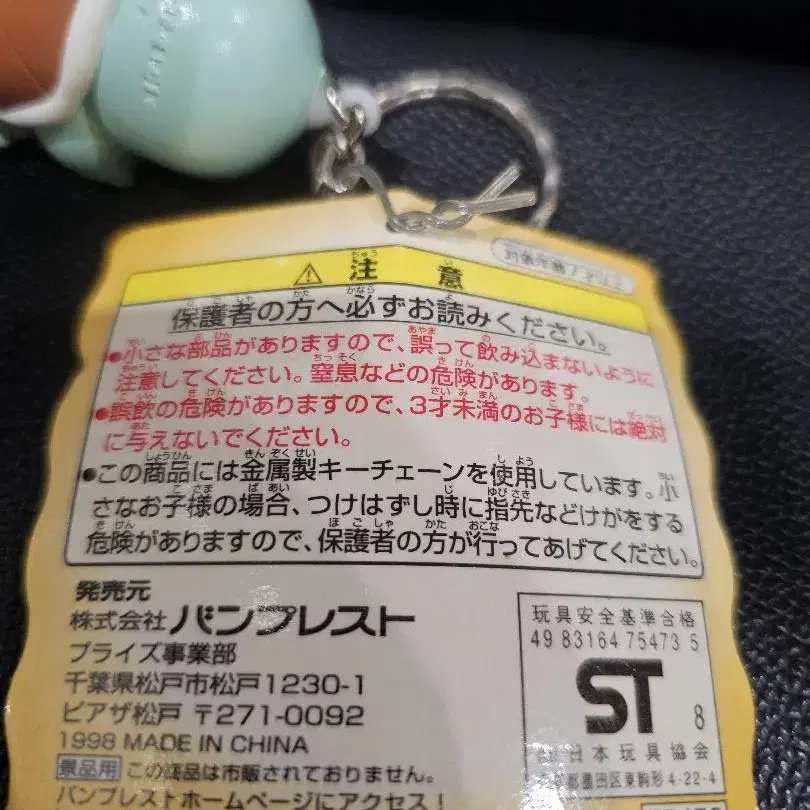 対象年齢7才以上
⚠注意
保護者の方へ必ずお読みください。
●小さな部品がありますので、誤って飲み込まないように
注意してください。窒息などの危険があります。
●誤飲の危険がありますので、3才未満のお子様には絶対
に与えないでください。
●この商品には金属製キーチェーンを使用しています。小
さなお子様の場合、つけはずし時に指先などけがをする
危険がありますので、保護者の方が行ってあげてください。
発売元
株式会社バンプレスト
プライズ事業部
千葉県松戸市松戸1230-1
ピアザ松戸 〒271-0092
1998 MADE IN CHINA
景品用 この商品は市販されておりません。
バンプレストホームページにアクセス!
玩具安全基準合格
49 83164 75473 5
ST 8
日本玩具協会
墨田区東駒形4-22-4